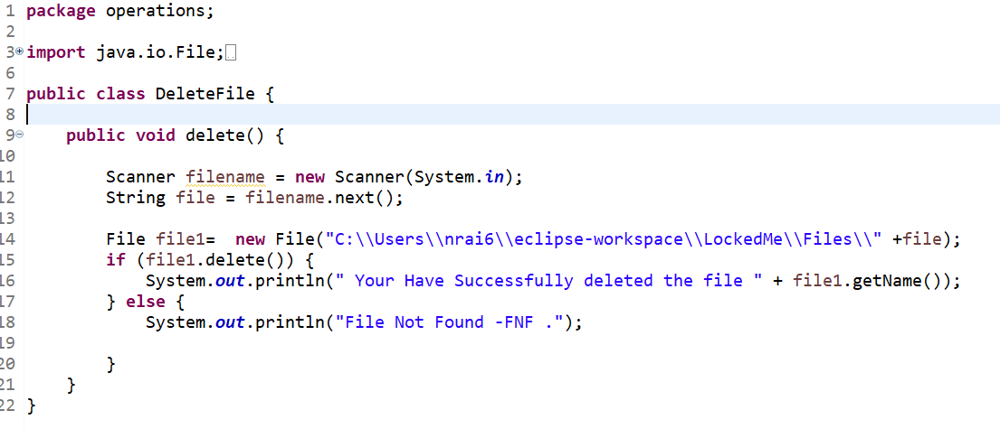 1 package operations;
2
3 import java.io.File;
6
7 public class DeleteFile {
8
9 public void delete() {
10
11 Scanner filename = new Scanner(System.in);
12 String file = filename.next();
13
14 File file1=  new File("C:\\Users\\nrai6\\eclipse-workspace\\LockedMe\\Files\\" +file);
15 if (file1.delete()) {
16 System.out.println(" Your Have Successfully deleted the file " + file1.getName());
17 } else {
18 System.out.println("File Not Found -FNF .");
19
20 }
21 }
22 }